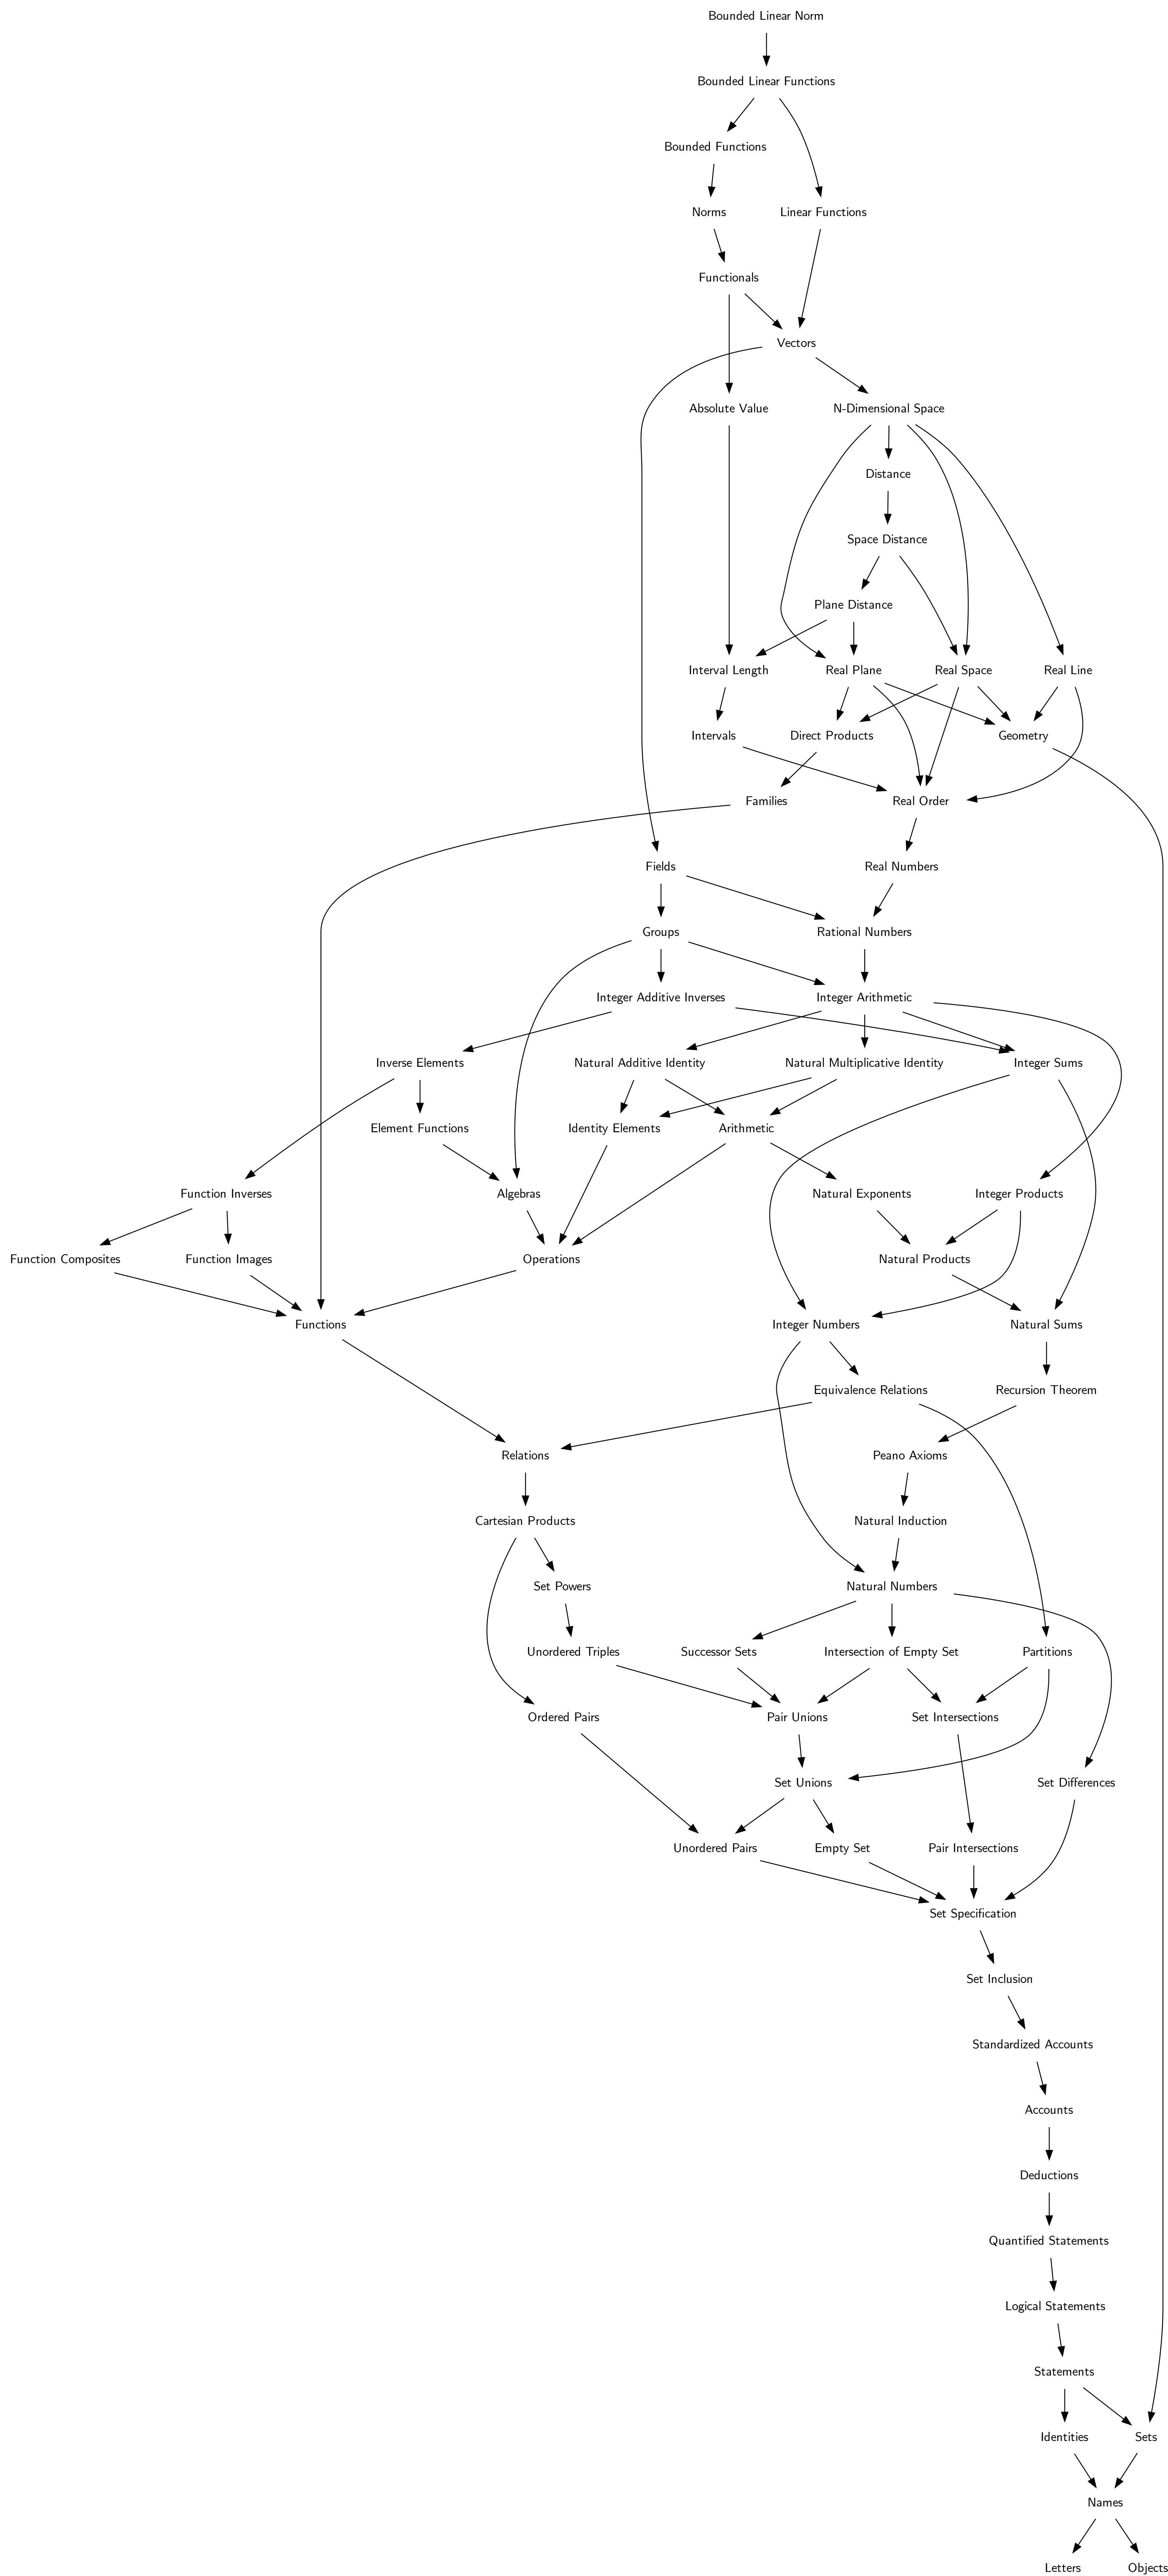 Bounded Linear Norm
Bounded Linear Functions
Bounded Functions
Norms
Linear Functions
Functionals
Vectors
Absolute Value
N-Dimensional Space
Distance
Space Distance
Plane Distance
Interval Length
Real Plane
Real Space
Real Line
Intervals
Direct Products
Geometry
Families
Real Order
Fields
Real Numbers
Groups
Rational Numbers
Integer Additive Inverses
Integer Arithmetic
Inverse Elements
Natural Additive Identity
Natural Multiplicative Identity
Integer Sums
Element Functions
Identity Elements
Arithmetic
Function Inverses
Algebras
Natural Exponents
Integer Products
Function Composites
Function Images
Operations
Natural Products
Functions
Integer Numbers
Natural Sums
Equivalence Relations
Recursion Theorem
Relations
Peano Axioms
Cartesian Products
Natural Induction
Set Powers
Natural Numbers
Unordered Triples
Successor Sets
Intersection of Empty Set
Partitions
Ordered Pairs
Pair Unions
Set Intersections
Set Unions
Set Differences
Unordered Pairs
Empty Set
Pair Intersections
Set Specification
Set Inclusion
Standardized Accounts
Accounts
Deductions
Quantified Statements
Logical Statements
Statements
Identities
Sets
Names
Letters
Objects